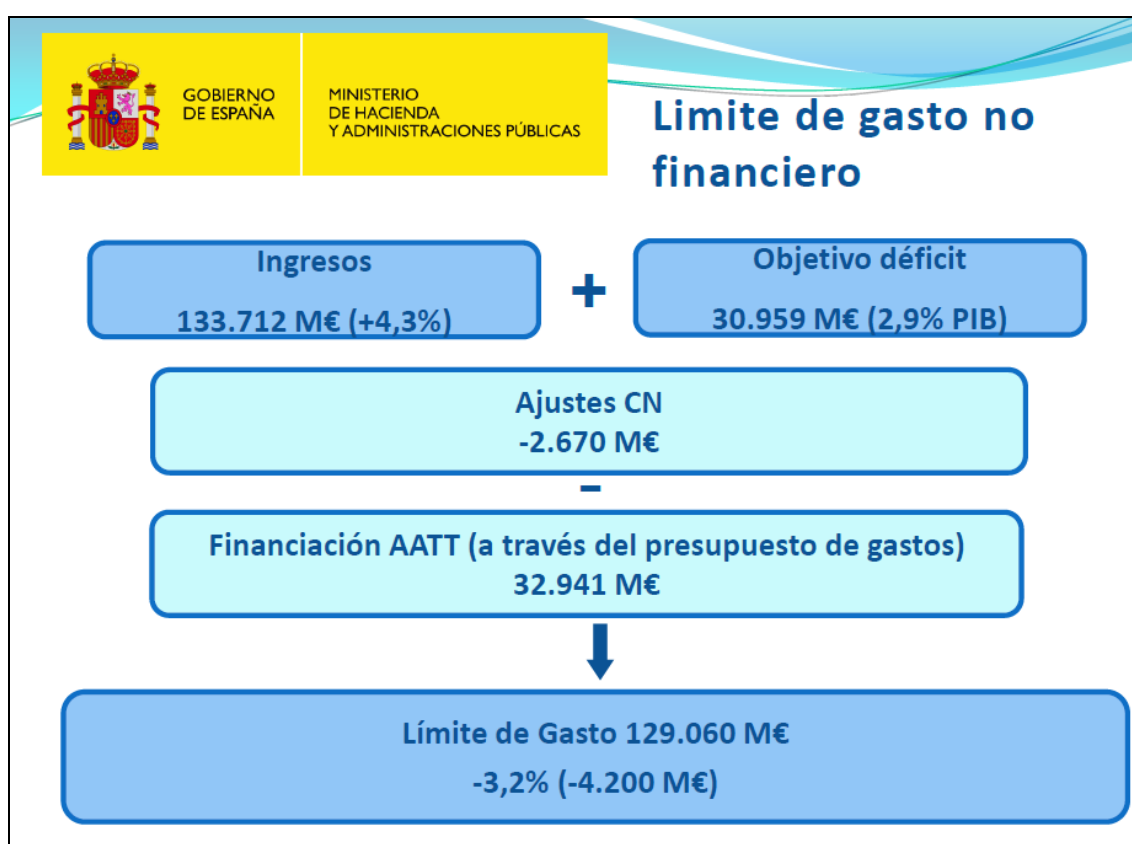 GOBIERNO
DE ESPAÑA
MINISTERIO
DE HACIENDA
Y ADMINISTRACIONES PÚBLICAS
Limite de gasto no
financiero
Ingresos
133.712 M€ (+4,3%)
+
Objetivo déficit
30.959 M€ (2,9% PIB)
Ajustes CN
-2.670 M€
-
Financiación AATT (a través del presupuesto de gastos)
32.941 M€
Límite de Gasto 129.060 M€
-3,2% (-4.200 M€)